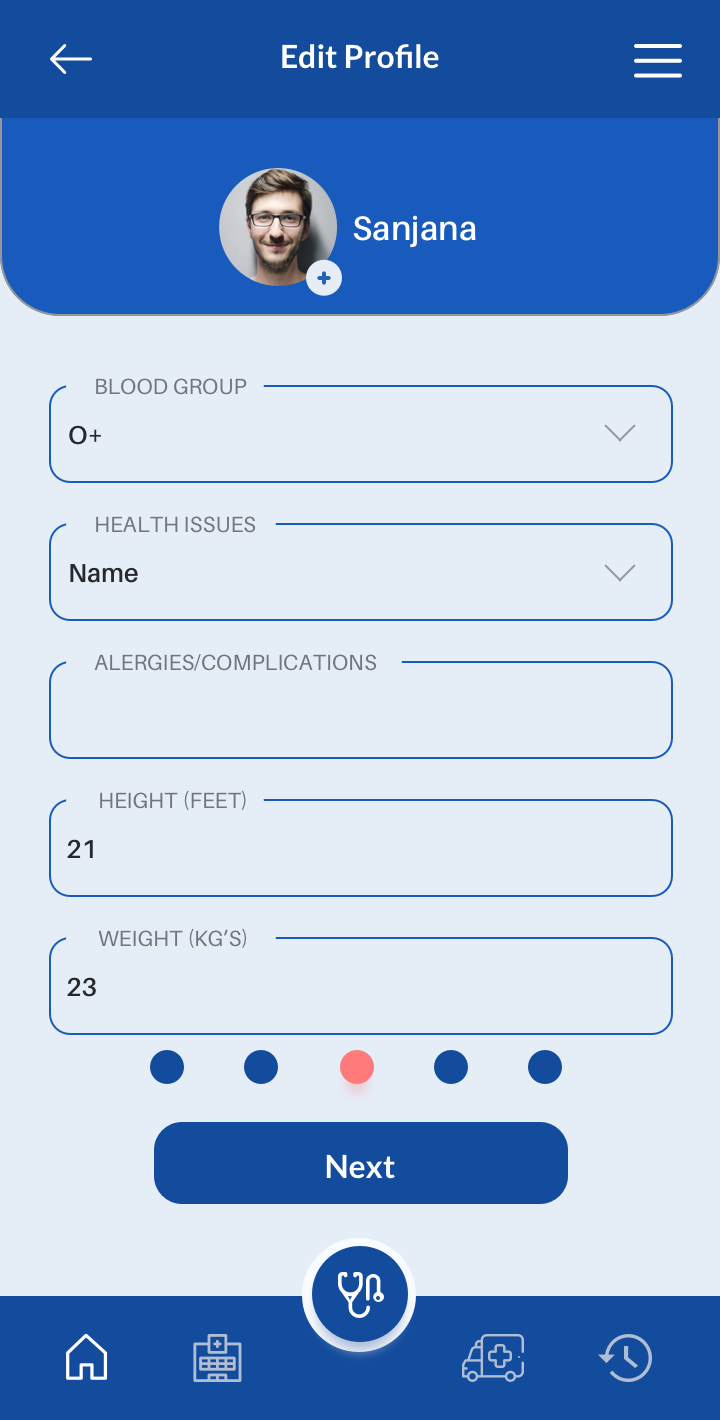 Edit Profile
Sanjana
BLOOD GROUP
O+
HEALTH ISSUES
Name
ALERGIES/COMPLICATIONS
HEIGHT (FEET)
21
WEIGHT (KG’S)
23
Next